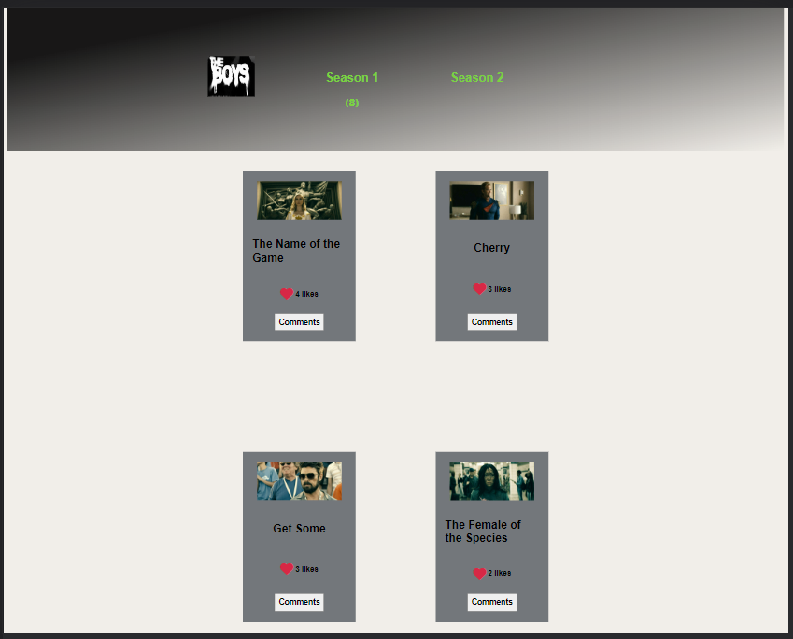 THE
BOYS
Season 1
Season 2
(8)
The Name of the
Game
4 likes
Comments
Cherry
3 likes
Comments
Get Some
3 likes
Comments
The Female of
the Species
2 likes
Comments